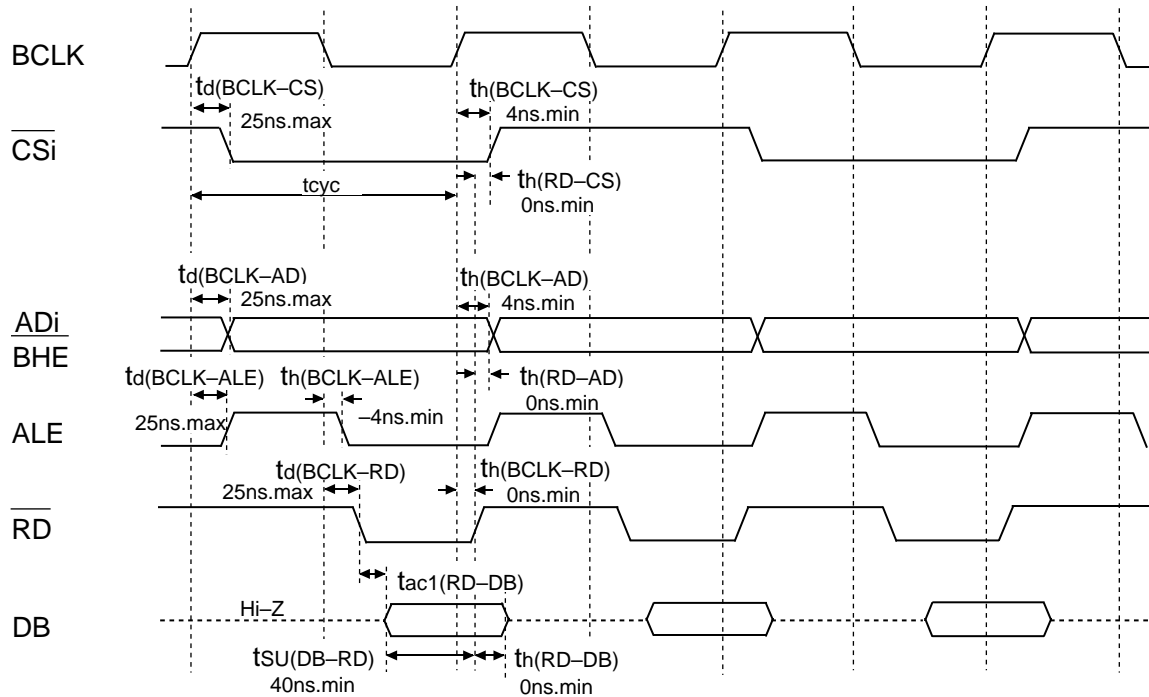 BCLK
td(BCLK–CS)
25ns.max
th(BCLK–CS)
4ns.min
CSi
tcyc
th(RD–CS)
0ns.min
td(BCLK–AD)
25ns.max
th(BCLK–AD)
4ns.min
ADi
BHE
th(RD–AD)
0ns.min
td(BCLK–ALE)
25ns.max
th(BCLK–ALE)
–4ns.min
ALE
td(BCLK–RD)
25ns.max
th(BCLK–RD)
0ns.min
RD
tac1(RD–DB)
Hi–Z
DB
tSU(DB–RD)
40ns.min
th(RD–DB)
0ns.min